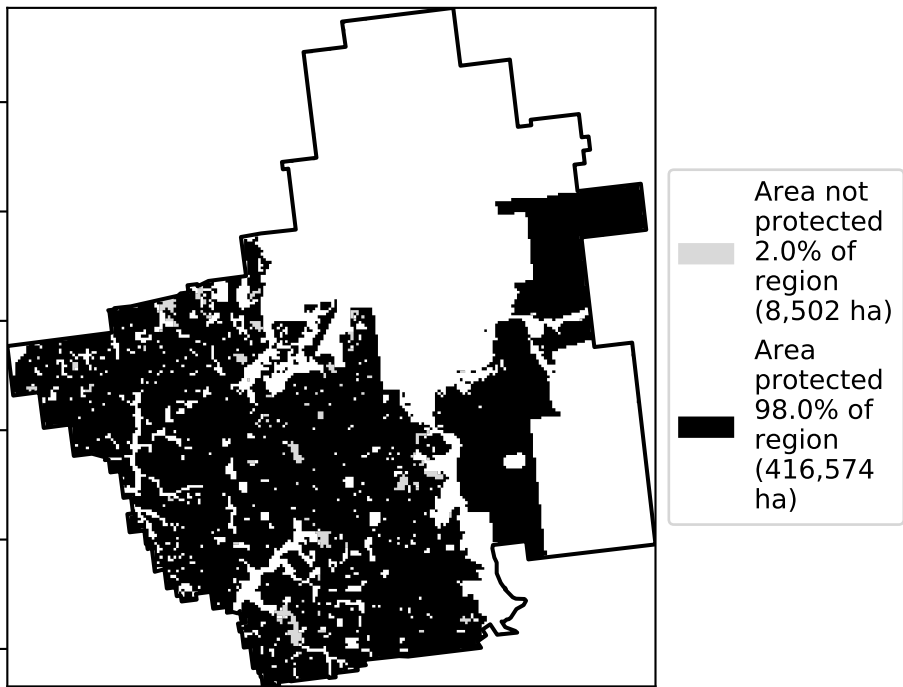 Area not
protected
2.0% of
region
(8,502 ha)
Area
protected
98.0% of
region
(416,574
ha)